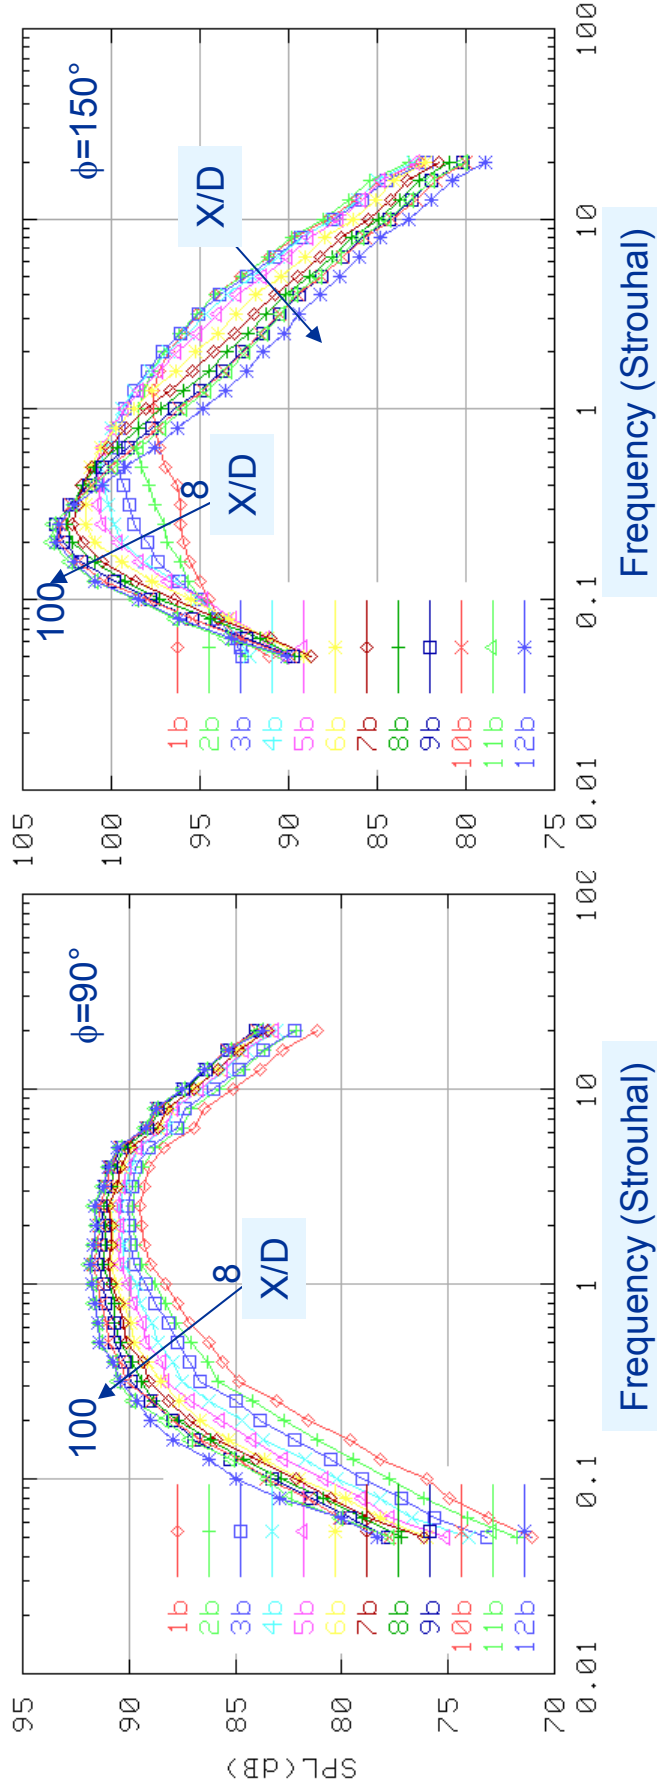 95
90
85
80
75
70
SPL(dB)
0.01
0.1
1
10
100
Frequency (Strouhal)
ϕ=90°
100
8
X/D
1b
2b
3b
4b
5b
6b
7b
8b
9b
10b
11b
12b
105
100
95
90
85
80
75
0.01
0.1
1
10
100
Frequency (Strouhal)
ϕ=150°
X/D
100
8
X/D
1b
2b
3b
4b
5b
6b
7b
8b
9b
10b
11b
12b